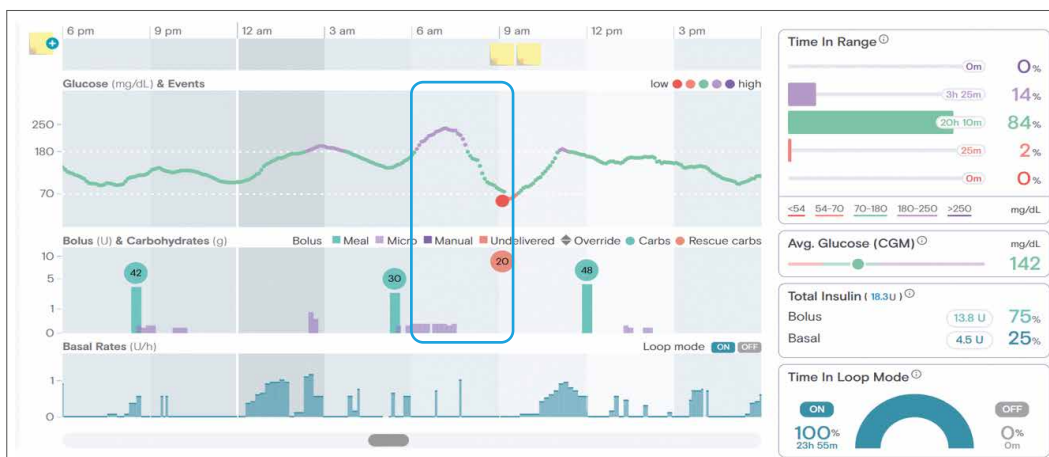 6 pm 9 pm 12 am 3 am 6 am 9 am 12 pm 3 pm
Glucose (mg/dL) & Events low high
250
180
70
Bolus (U) & Carbohydrates (g) Bolus Meal Micro Manual Undelivered Override Carbs Rescue carbs
10
5
1
0
42
30
20
48
Basal Rates (U/h) Loop mode ON OFF
1
0
Time In Range
0m 0%
3h 25m 14%
20h 10m 84%
25m 2%
0m 0%
<54 54-70 70-180 180-250 >250 mg/dL
Avg. Glucose (CGM) mg/dL
142
Total Insulin ( 18.3U )
Bolus 13.8 U 75%
Basal 4.5 U 25%
Time In Loop Mode
ON OFF
100% 0%
23h 55m 0m